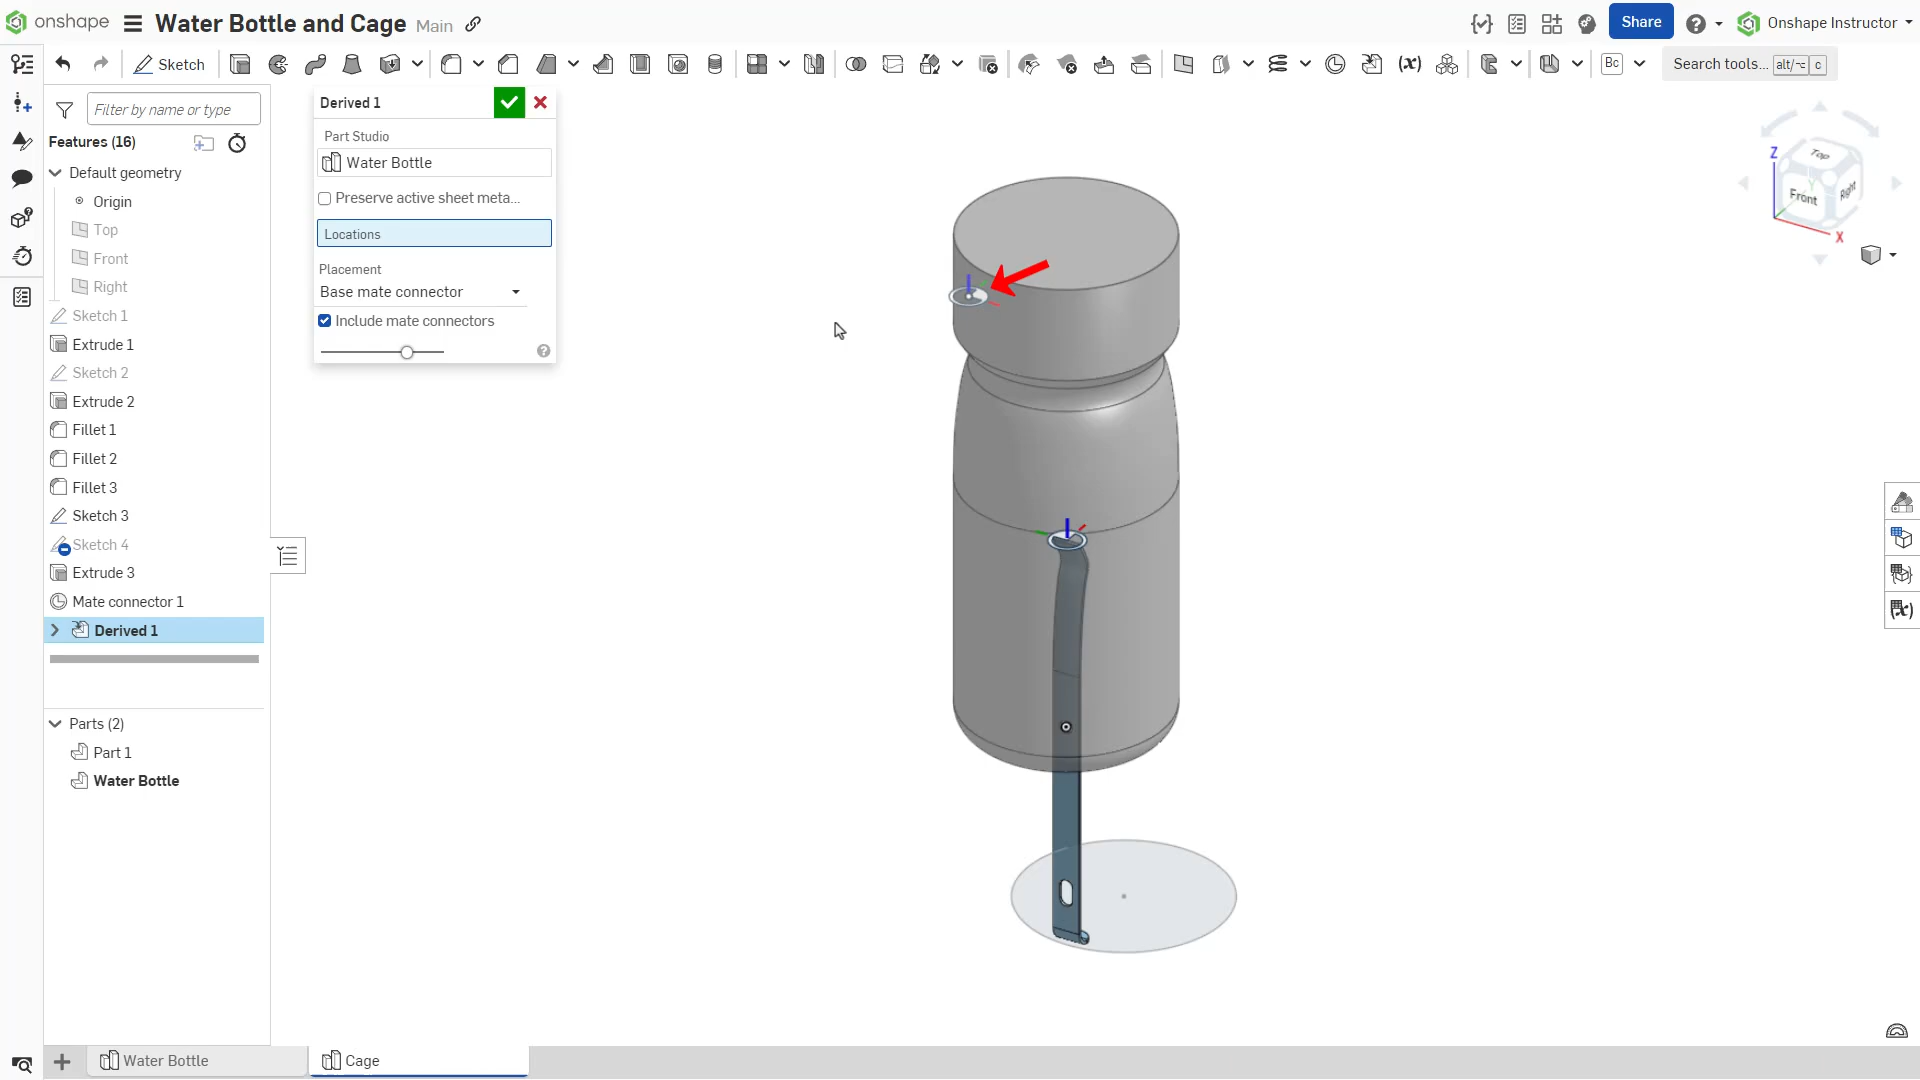 onshape
Water Bottle and Cage Main
Share
Onshape Instructor
Sketch
Bc
Search tools... alt/⌥ c
Filter by name or type
Features (16)
Default geometry
Origin
Top
Front
Right
Sketch 1
Extrude 1
Sketch 2
Extrude 2
Fillet 1
Fillet 2
Fillet 3
Sketch 3
Sketch 4
Extrude 3
Mate connector 1
Derived 1
Parts (2)
Part 1
Water Bottle
Derived 1
Part Studio
Water Bottle
Preserve active sheet meta...
Locations
Placement
Base mate connector
Include mate connectors
Z
Top
Y
Front
Right
X
(x)
(x)
Water Bottle
Cage